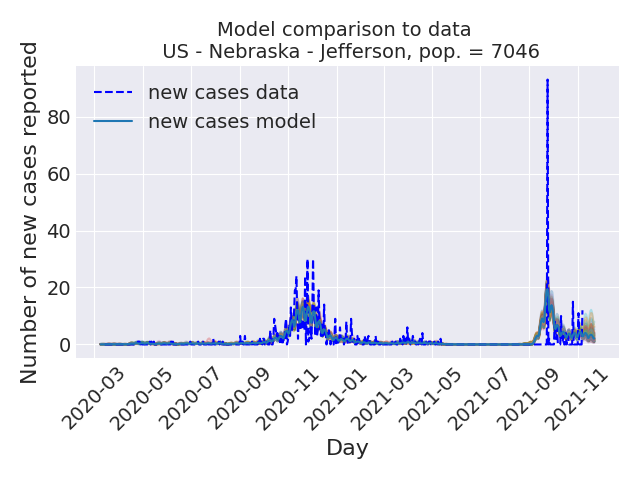 Model comparison to data
US - Nebraska - Jefferson, pop. = 7046
Number of new cases reported
80
60
40
20
0
new cases data
new cases model
2020-03
2020-05
2020-07
2020-09
2020-11
2021-01
2021-03
2021-05
2021-07
2021-09
2021-11
Day